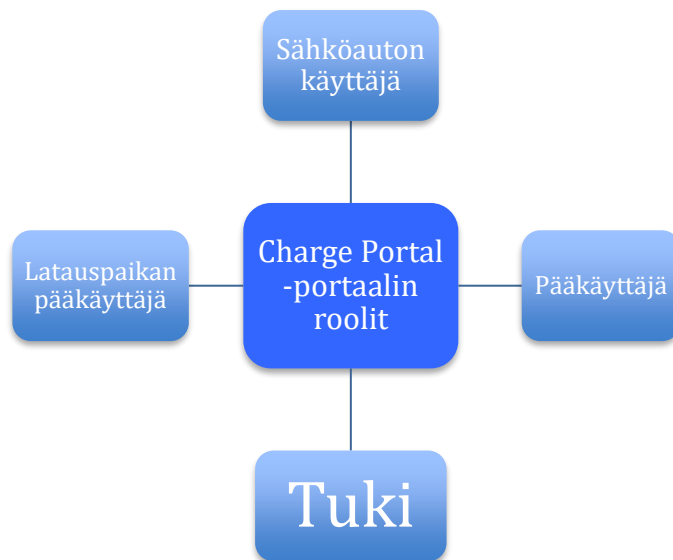 Sähköauton
käyttäjä
Latauspaikan
pääkäyttäjä
Charge Portal
-portaalin
roolit
Pääkäyttäjä
Tuki